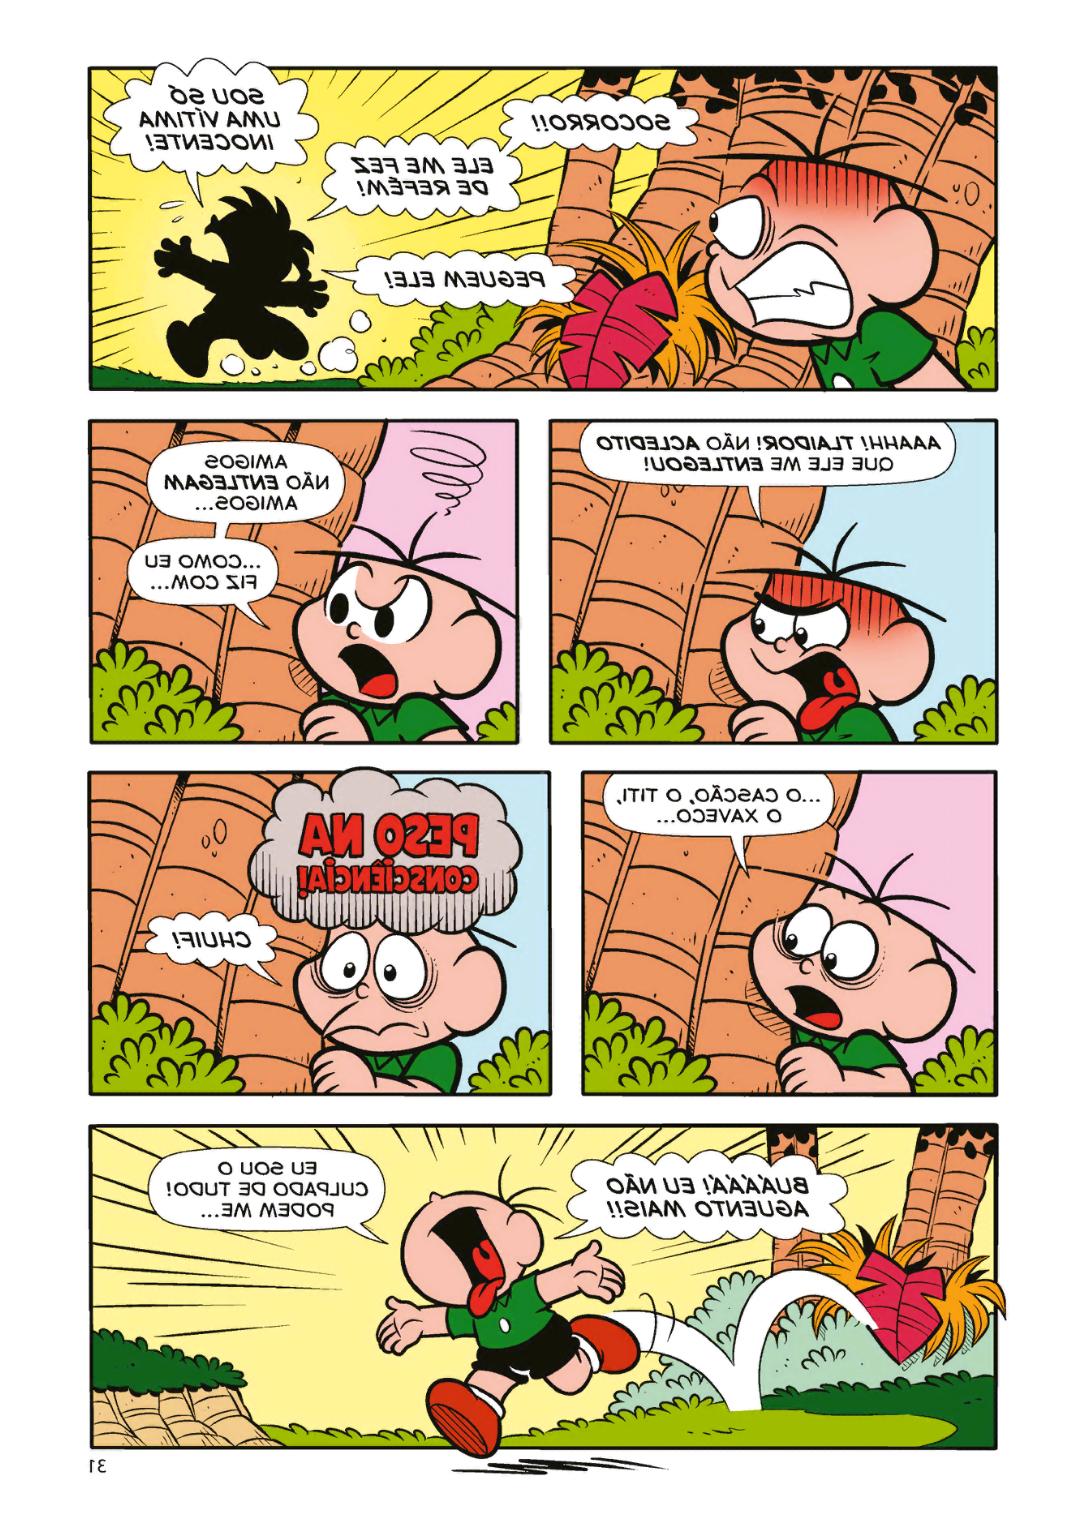 SOCORRO!!
ELE ME FEZ
DE REFÉM!
SOU SÓ
UMA VÍTIMA
INOCENTE!
PEGUEM ELE!
AAAHH! TLAIDOR! NÃO ACLEDITO
QUE ELE ME ENTLEGOU!
AMIGOS
NÃO ENTLEGAM
AMIGOS...
...COMO EU
FIZ COM...
...O CASCÃO, O TITI,
O XAVECO...
PESO NA
CONSCIÊNCIA!
CHUIF!
BUÁÁÁÁ! EU NÃO
AGUENTO MAIS!!
EU SOU O
CULPADO DE TUDO!
PODEM ME...
31